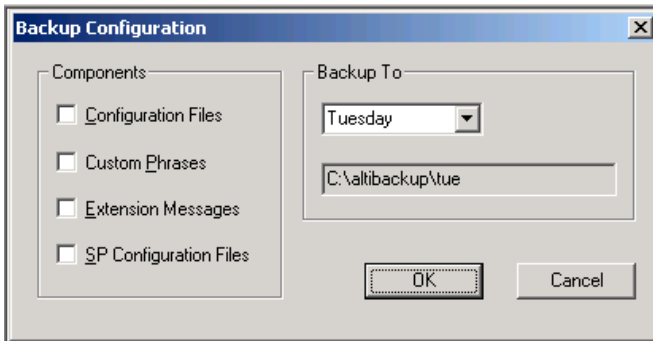 Backup Configuration
Components
Configuration Files
Custom Phrases
Extension Messages
SP Configuration Files
Backup To
Tuesday
C:\altibackup\tue
OK
Cancel